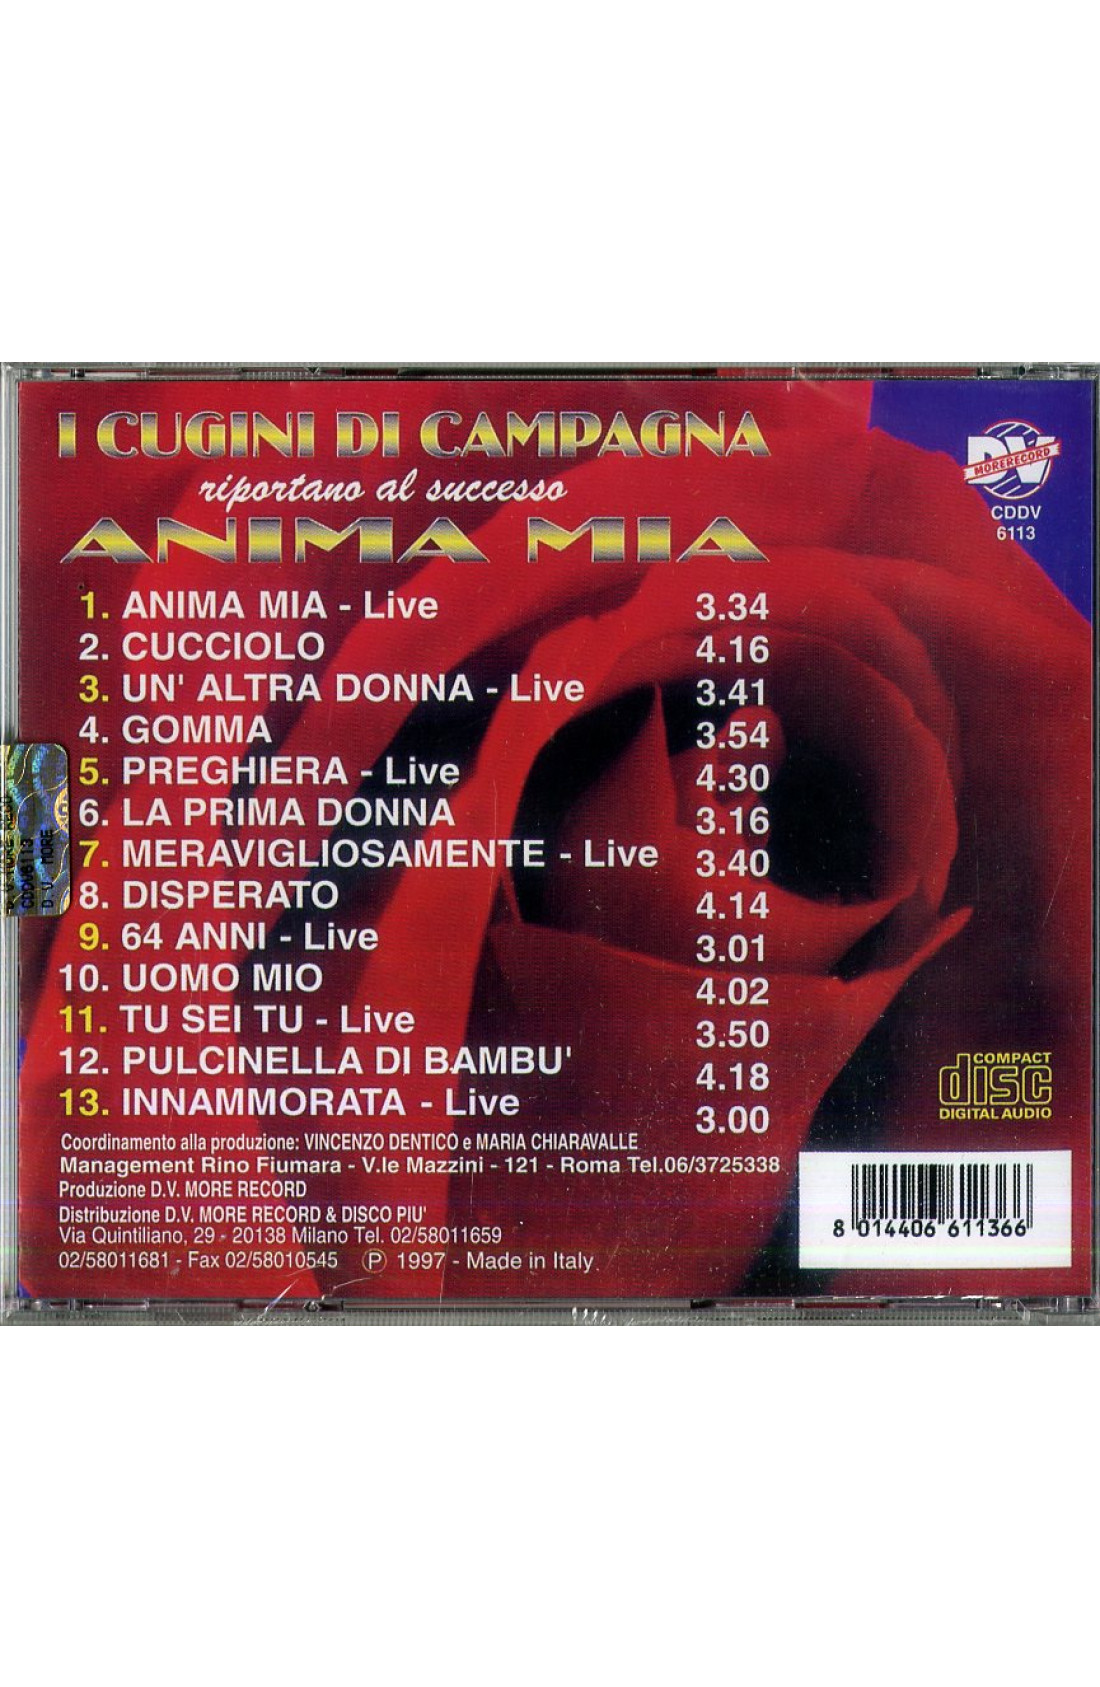 I CUGINI DI CAMPAGNA
riportano al successo
ANIMA MIA
DV
MORERECORD
CDDV
6113
1. ANIMA MIA - Live 3.34
2. CUCCIOLO 4.16
3. UN' ALTRA DONNA - Live 3.41
4. GOMMA 3.54
5. PREGHIERA - Live 4.30
6. LA PRIMA DONNA 3.16
7. MERAVIGLIOSAMENTE - Live 3.40
8. DISPERATO 4.14
9. 64 ANNI - Live 3.01
10. UOMO MIO 4.02
11. TU SEI TU - Live 3.50
12. PULCINELLA DI BAMBU' 4.18
13. INNAMMORATA - Live 3.00
Coordinamento alla produzione: VINCENZO DENTICO e MARIA CHIARAVALLE
Management Rino Fiumara - V.le Mazzini - 121 - Roma Tel.06/3725338
Produzione D.V. MORE RECORD
Distribuzione D.V. MORE RECORD & DISCO PIU'
Via Quintiliano, 29 - 20138 Milano Tel. 02/58011659
02/58011681 - Fax 02/58010545 Ⓟ 1997 - Made in Italy
COMPACT
disc
DIGITAL AUDIO
8 014406 611366
CDDV6113
D.V. MORE